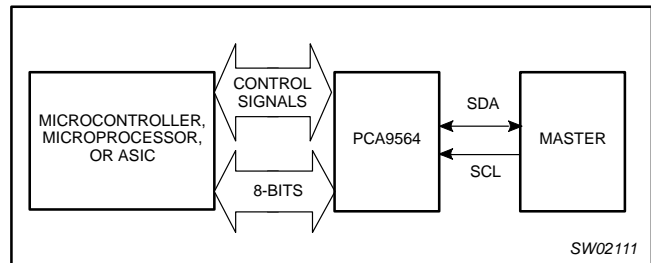 MICROCONTROLLER,
MICROPROCESSOR,
OR ASIC
CONTROL
SIGNALS
8-BITS
PCA9564
SDA
SCL
MASTER
SW02111